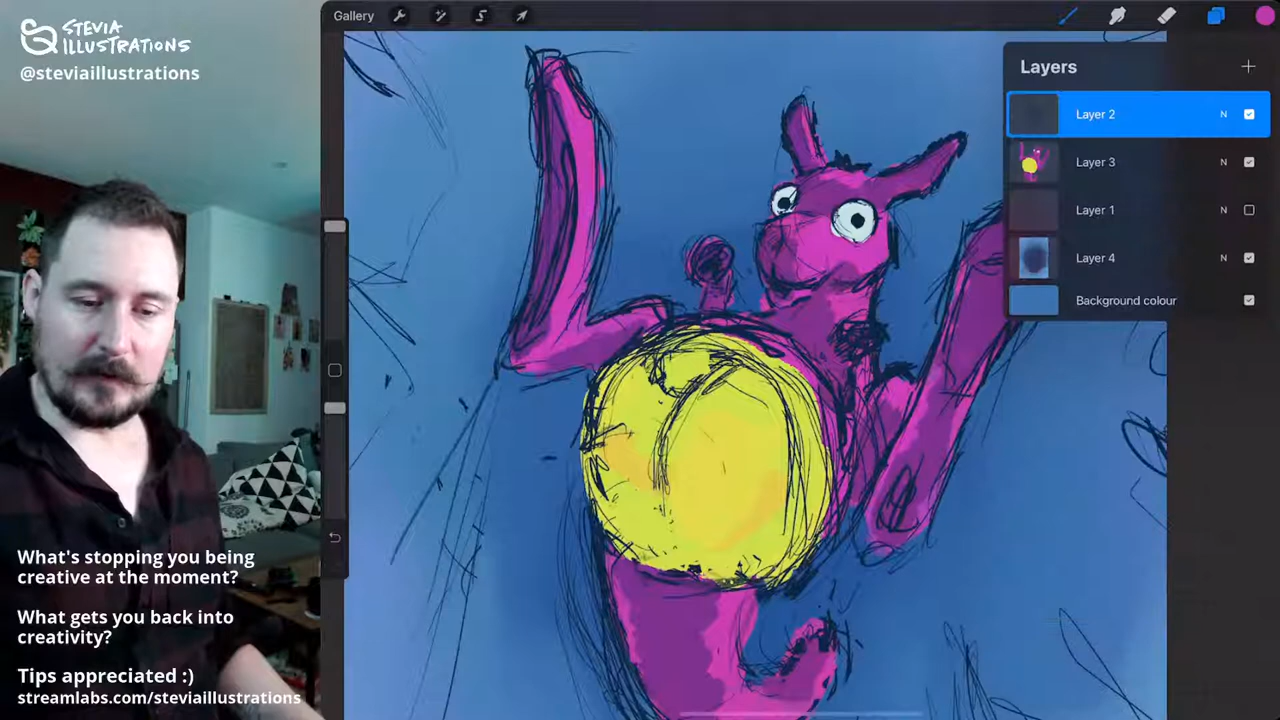 STEVIA
ILLUSTRATIONS
@steviaillustrations
Gallery
Layers
Layer 2
N
Layer 3
N
Layer 1
N
Layer 4
N
Background colour
What's stopping you being
creative at the moment?
What gets you back into
creativity?
Tips appreciated :)
streamlabs.com/steviaillustrations